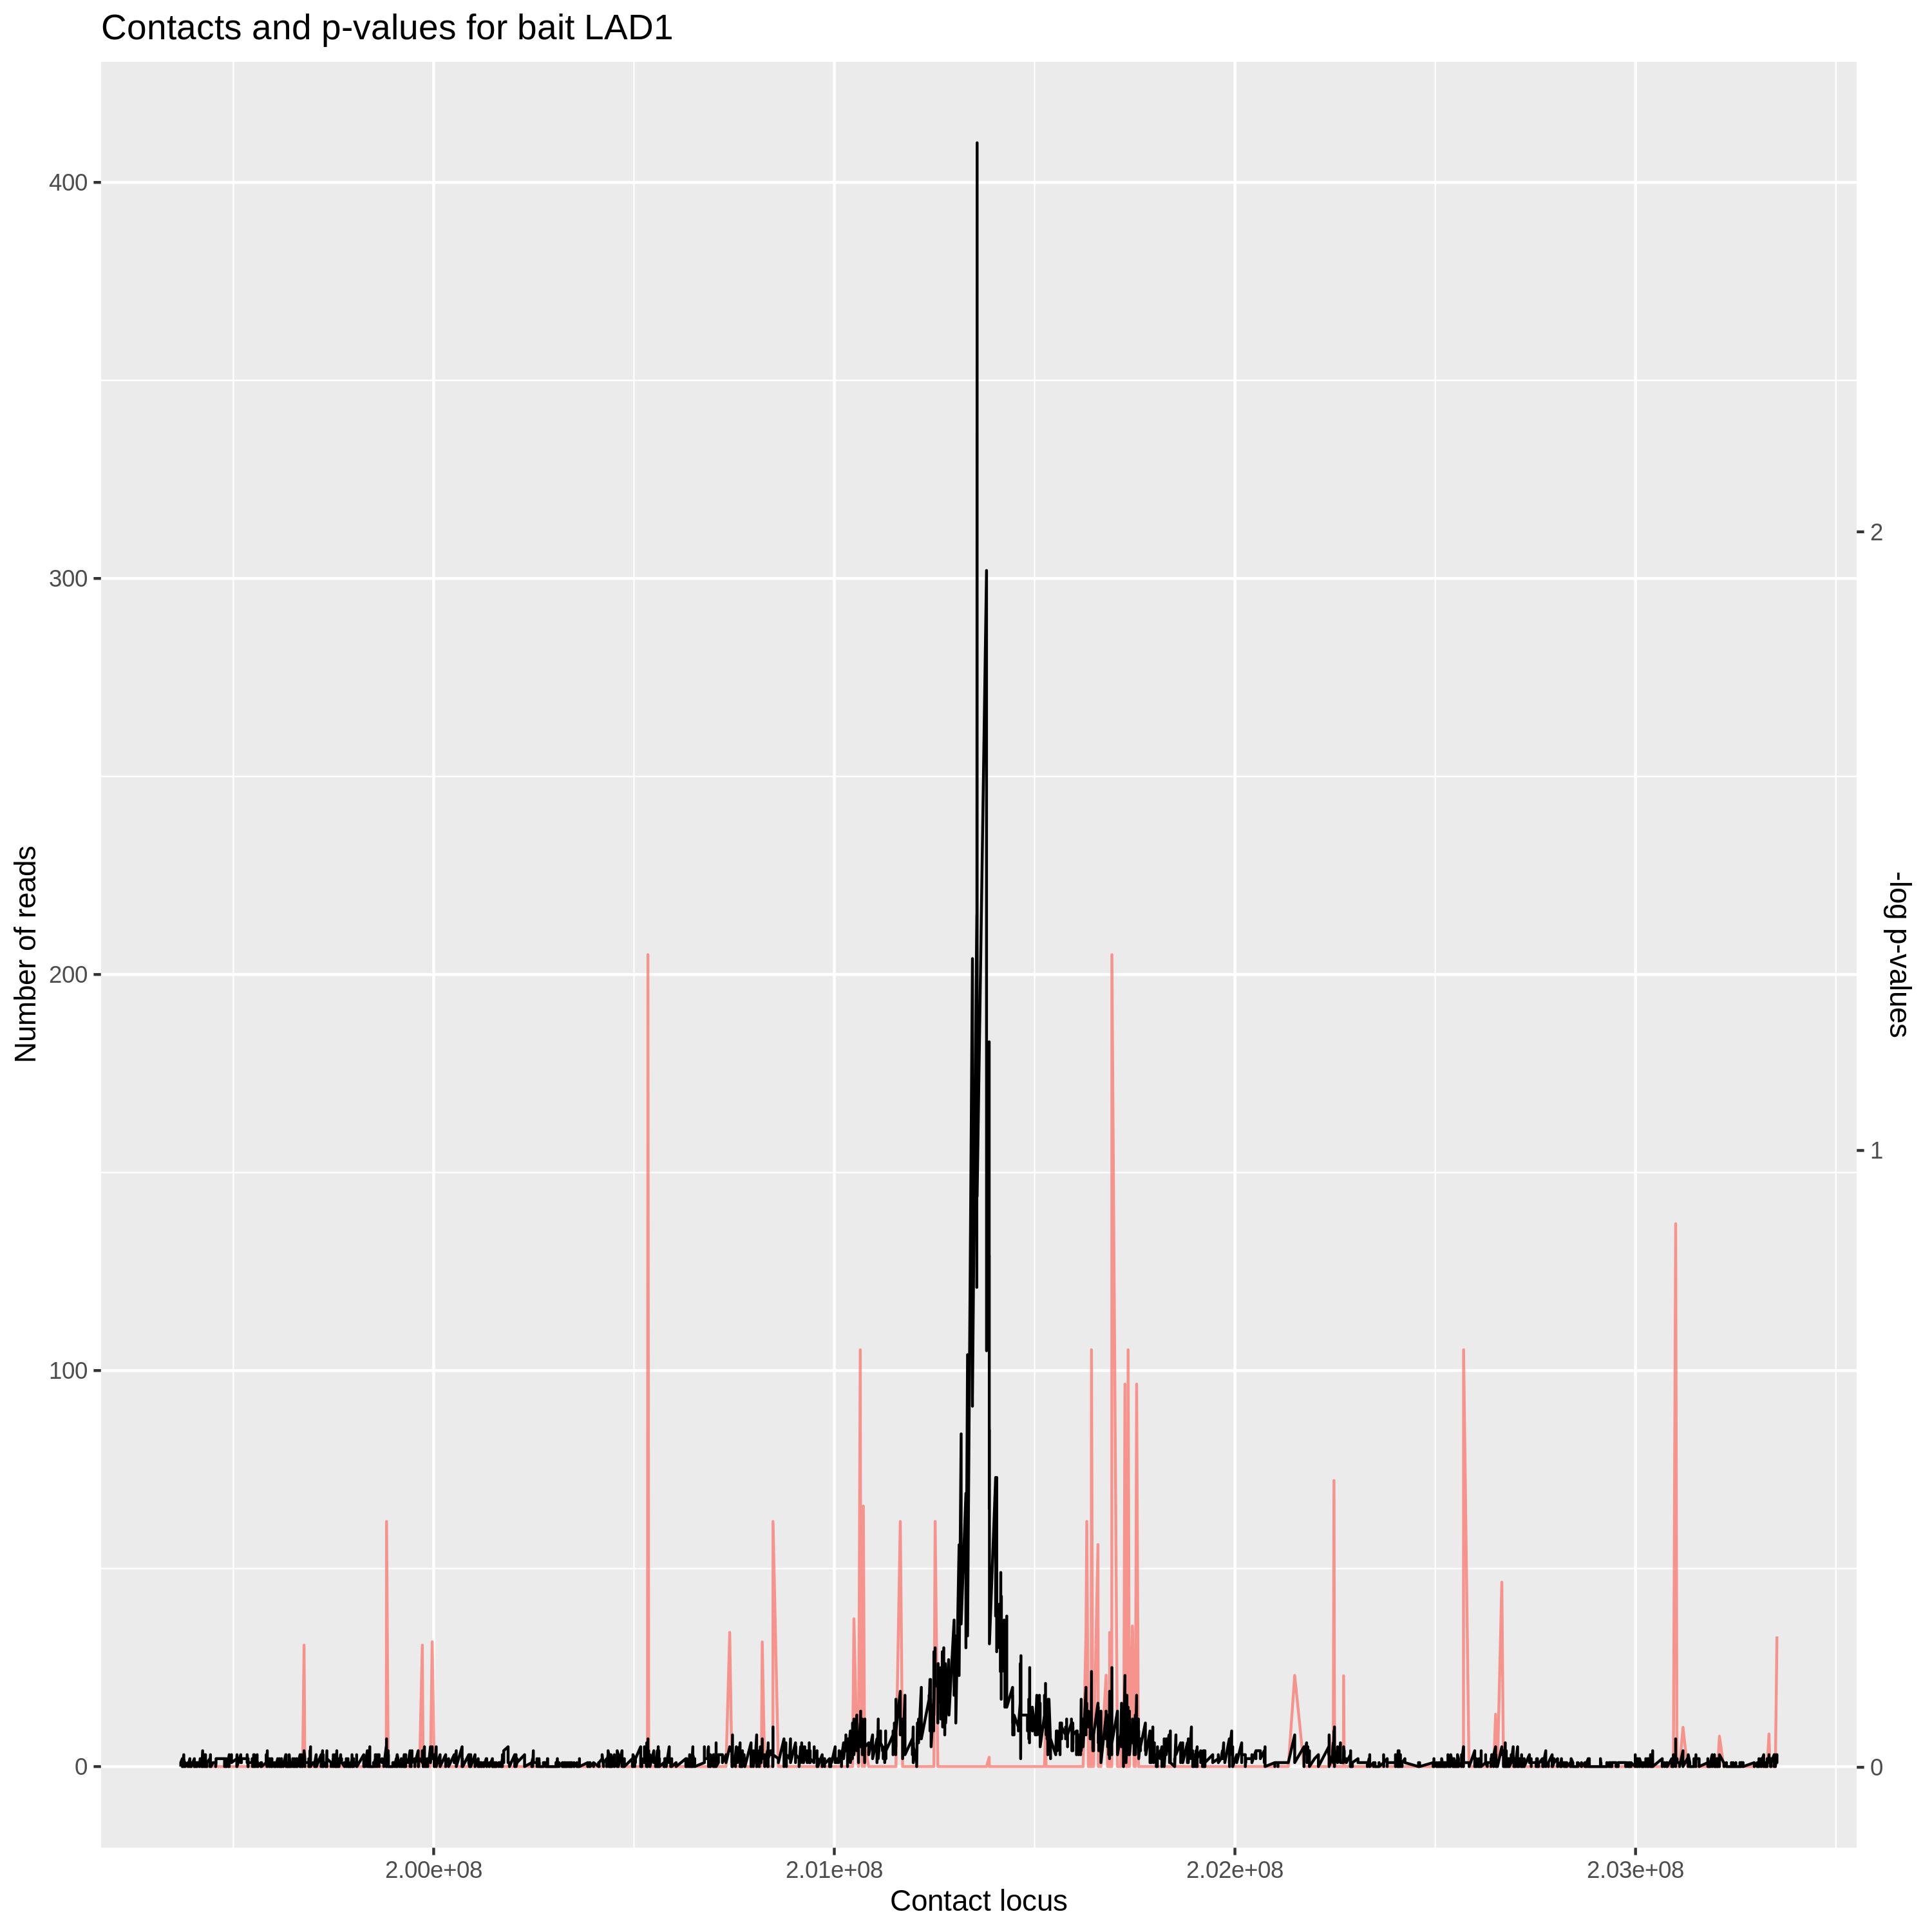 Contacts and p-values for bait LAD1
400
300
200
100
0
Number of reads
2
1
0
-log p-values
2.00e+08 2.01e+08 2.02e+08 2.03e+08
Contact locus